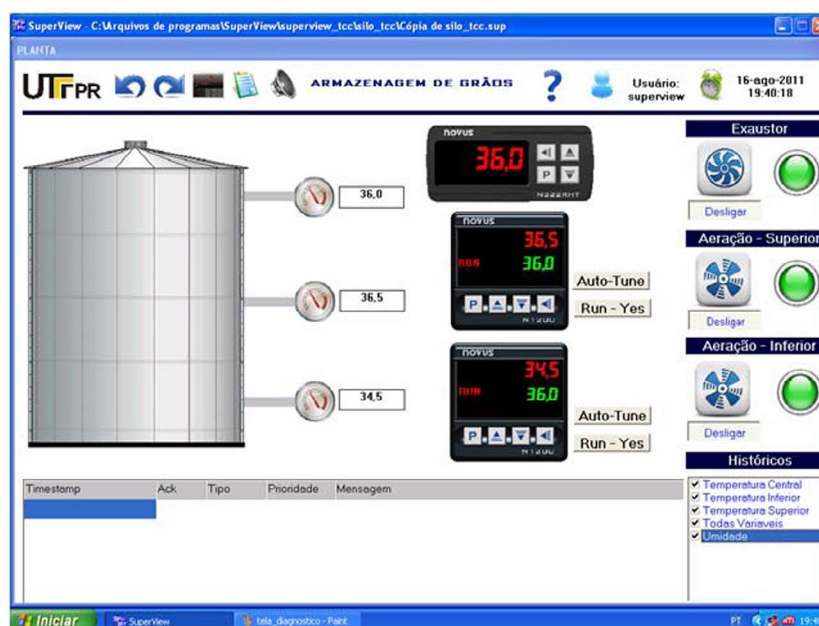 SuperView - C:\Arquivos de programas\SuperView\superview_tcc\silo_tcc\Cópia de silo_tcc.sup
PLANTA
UTFPR
ARMAZENAGEM DE GRÃOS
?
Usuário:
superview
16-ago-2011
19:40:18
36,0
36,5
34,5
novus
36,0
P
N322RHT
novus
36,5
RUN 36,0
P
N1200
Auto-Tune
Run - Yes
novus
34,5
RUN 36,0
P
N1200
Auto-Tune
Run - Yes
Exaustor
Desligar
Aeração - Superior
Desligar
Aeração - Inferior
Desligar
Históricos
Temperatura Central
Temperatura Inferior
Temperatura Superior
Todas Variaveis
Umidade
Timestamp Ack Tipo Prioridade Mensagem
Iniciar SuperView tela_diagnostico - Paint PT